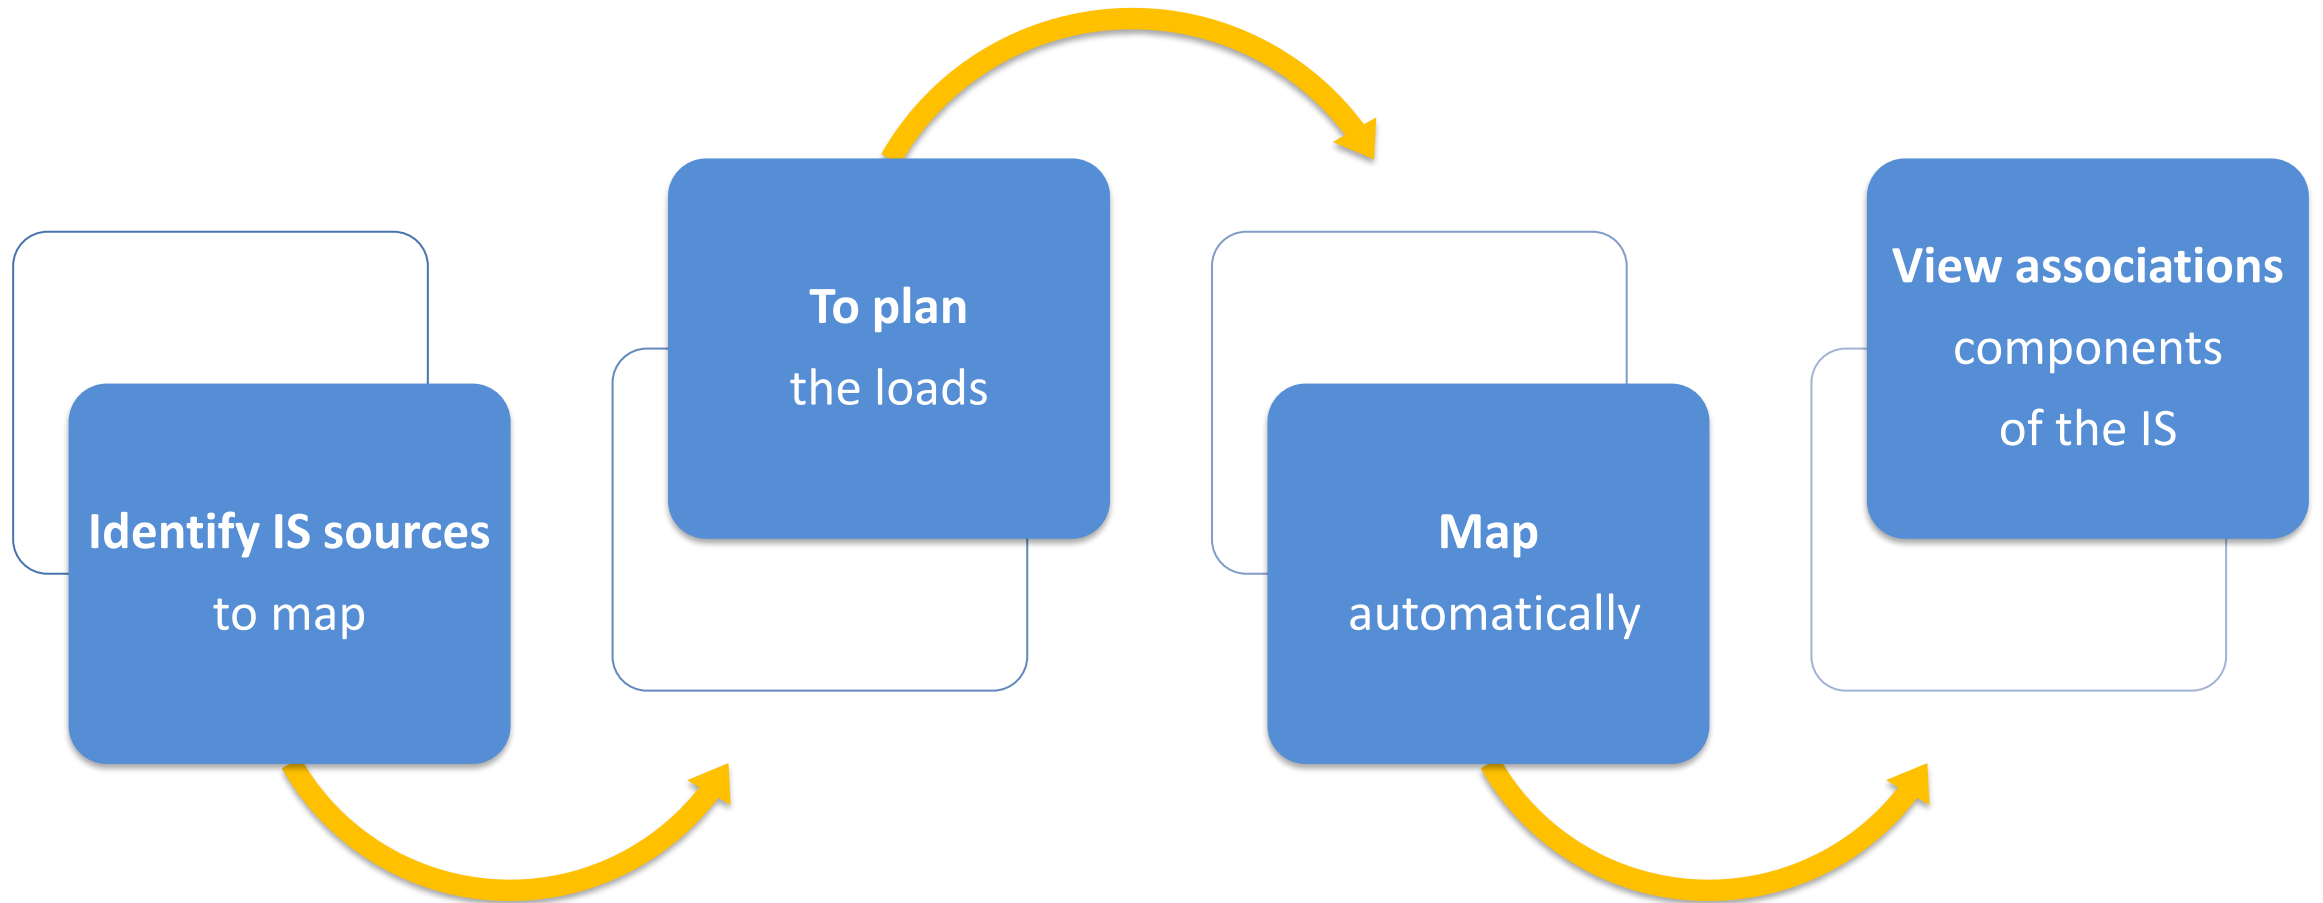 Identify IS sources
to map
To plan
the loads
Map
automatically
View associations
components
of the IS